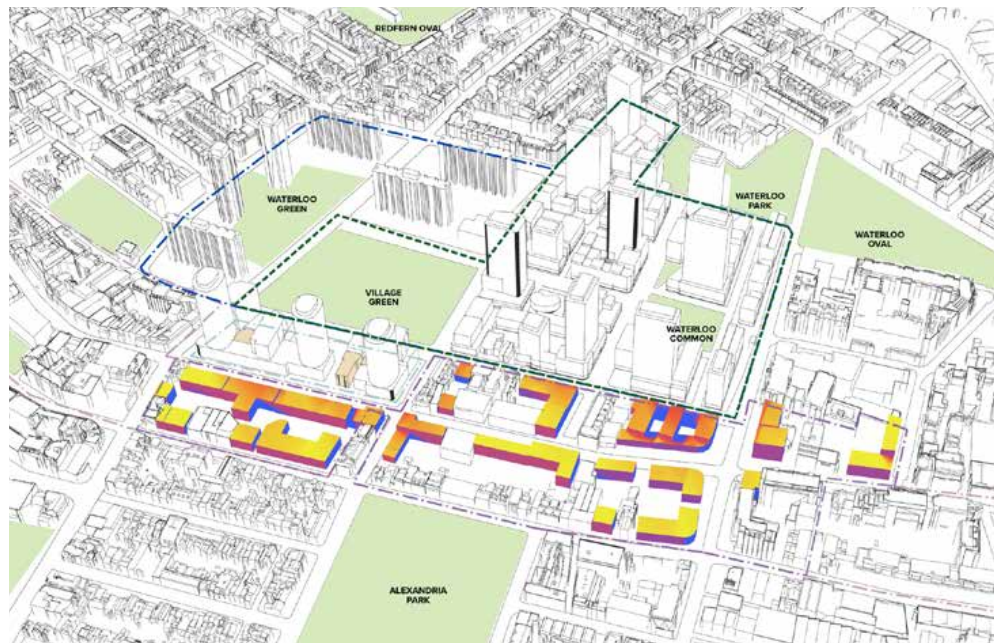 REDFERN OVAL
WATERLOO
GREEN
WATERLOO
PARK
WATERLOO
OVAL
VILLAGE
GREEN
WATERLOO
COMMON
ALEXANDRIA
PARK